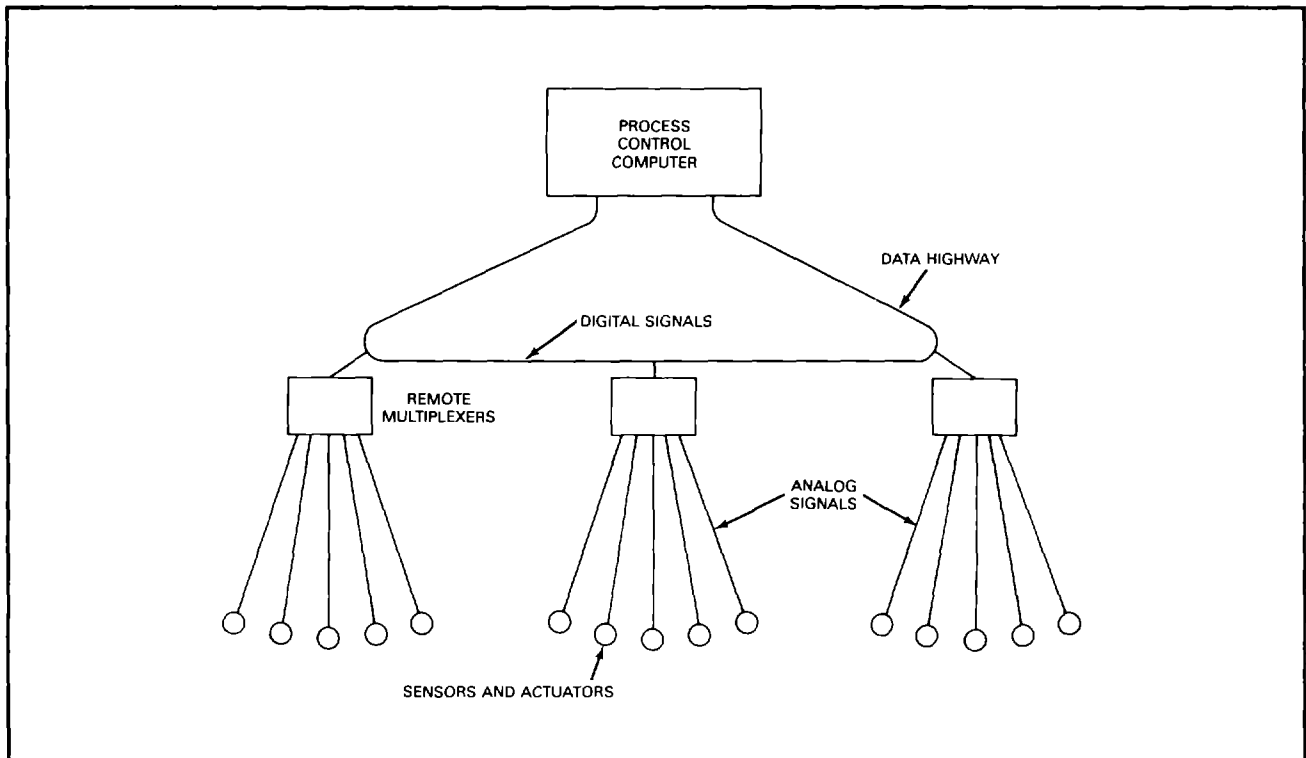 PROCESS
CONTROL
COMPUTER
DATA HIGHWAY
DIGITAL SIGNALS
REMOTE
MULTIPLEXERS
ANALOG
SIGNALS
SENSORS AND ACTUATORS